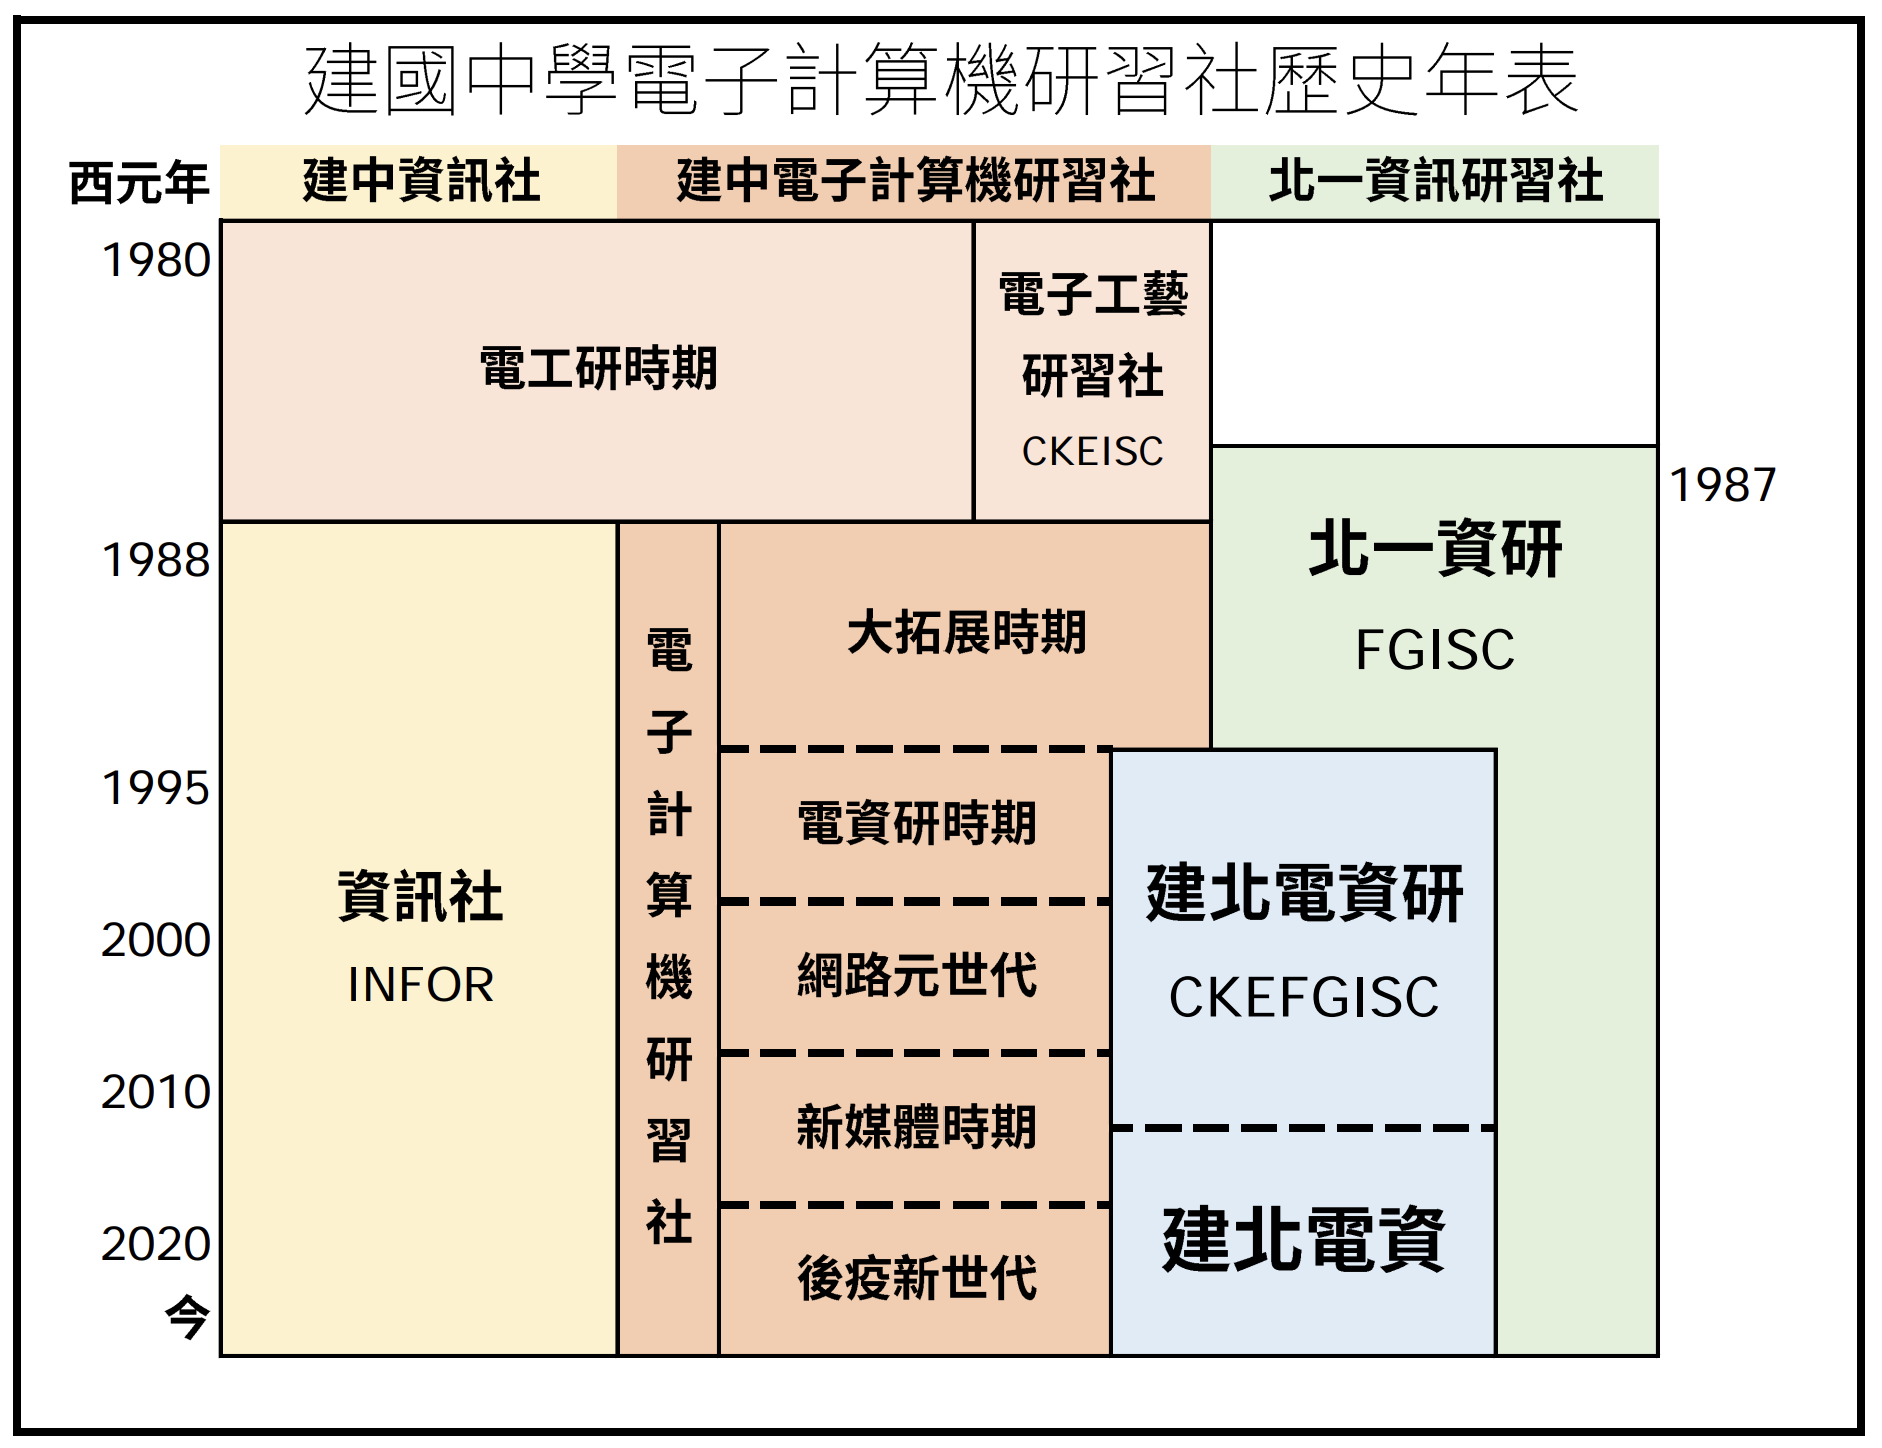 建國中學電子計算機研習社歷史年表
西元年
建中資訊社
建中電子計算機研習社
北一資訊研習社
1980
電工研時期
電子工藝
研習社
CKEISC
1987
北一資研
FGISC
1988
資訊社
INFOR
電子計算機研習社
大拓展時期
1995
電資研時期
建北電資研
CKEFGISC
2000
網路元世代
2010
新媒體時期
建北電資
2020
後疫新世代
今